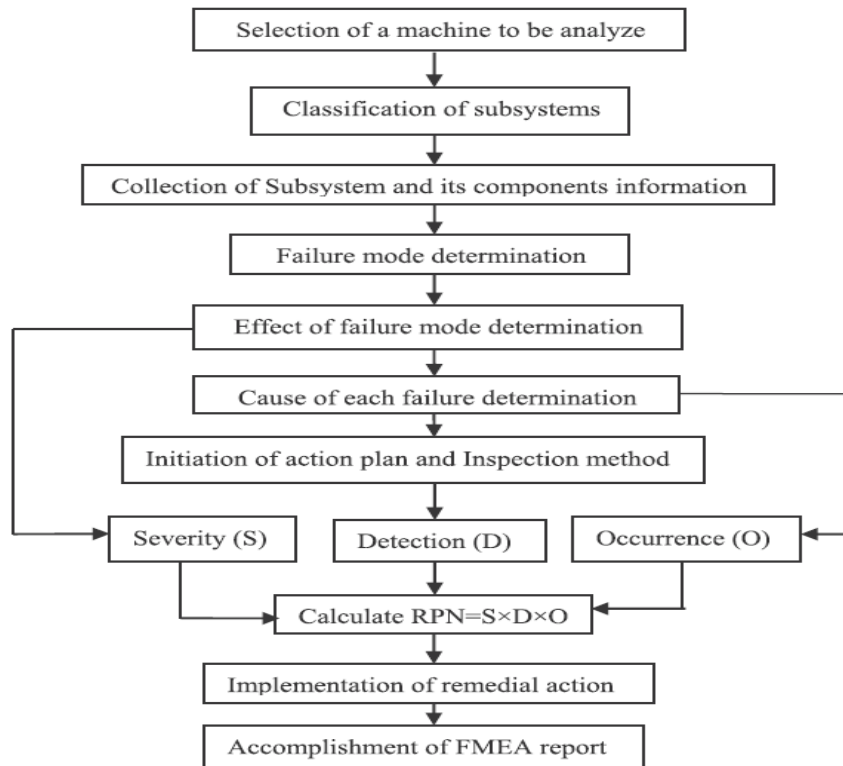 Selection of a machine to be analyze
Classification of subsystems
Collection of Subsystem and its components information
Failure mode determination
Effect of failure mode determination
Cause of each failure determination
Initiation of action plan and Inspection method
Severity (S)
Detection (D)
Occurrence (O)
Calculate RPN=S×D×O
Implementation of remedial action
Accomplishment of FMEA report